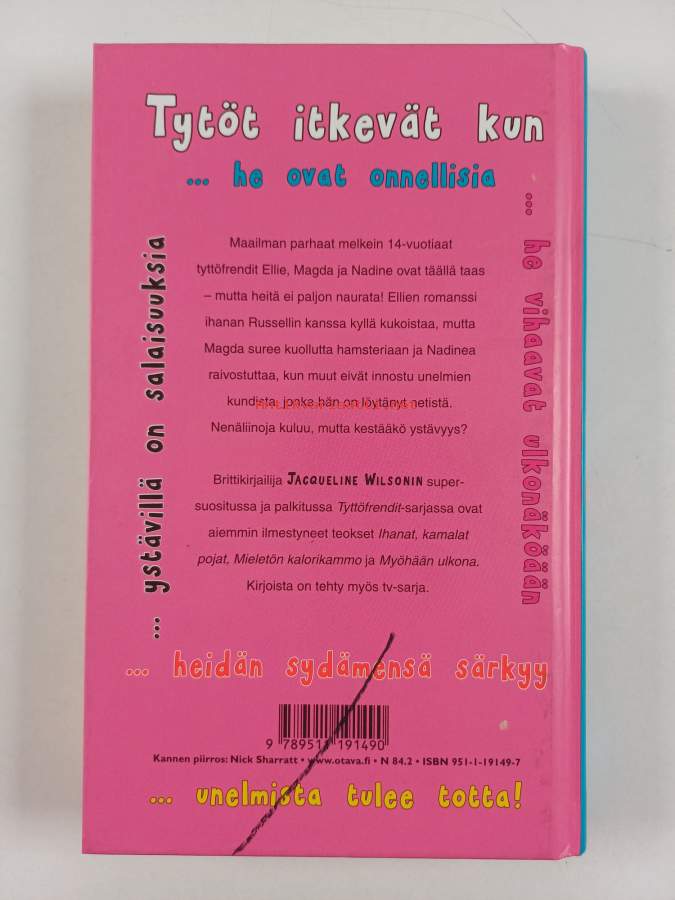 Tytöt itkevät kun
... he ovat onnellisia
... he vihaavat ulkonäköään
... ystävillä on salaisuuksia
Maailman parhaat melkein 14-vuotiaat
tyttöfrendit Ellie, Magda ja Nadine ovat täällä taas
– mutta heitä ei paljon naurata! Ellien romanssi
ihanan Russellin kanssa kyllä kukoistaa, mutta
Magda suree kuollutta hamsteriaan ja Nadinea
raivostuttaa, kun muut eivät innostu unelmien
kundista, jonka hän on löytänyt netistä.
Nenäliinoja kuluu, mutta kestääkö ystävyys?
Brittikirjailija JACQUELINE WILSONIN super-
suositussa ja palkitussa Tyttöfrendit-sarjassa ovat
aiemmin ilmestyneet teokset Ihanat, kamalat
pojat, Mieletön kalorikammo ja Myöhään ulkona.
Kirjoista on tehty myös tv-sarja.
... heidän sydämensä särkyy
9 789511 191490
Kannen piirros: Nick Sharratt • www.otava.fi • N 84.2 • ISBN 951-1-19149-7
... unelmista tulee totta!